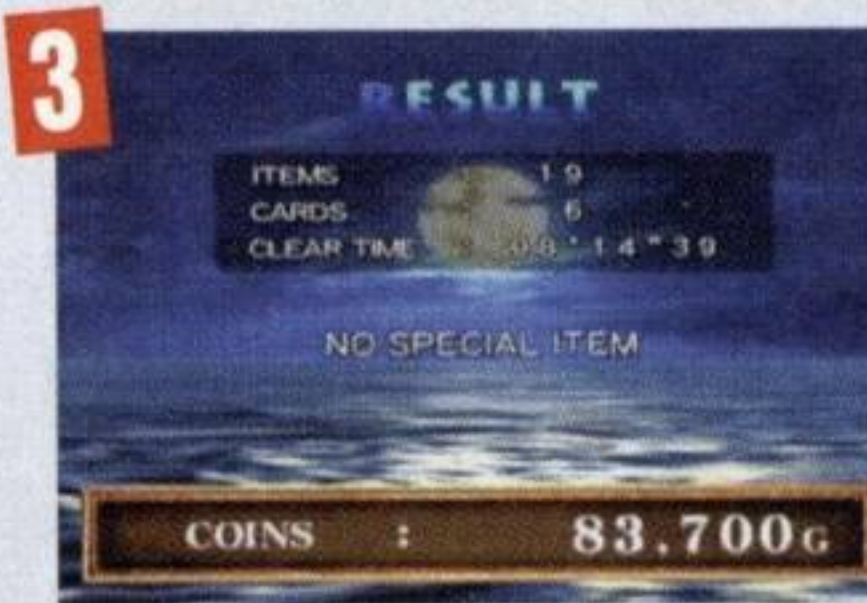 3
RESULT
ITEMS 19
CARDS 6
CLEAR TIME 08'14"39
NO SPECIAL ITEM
COINS : 83.700G